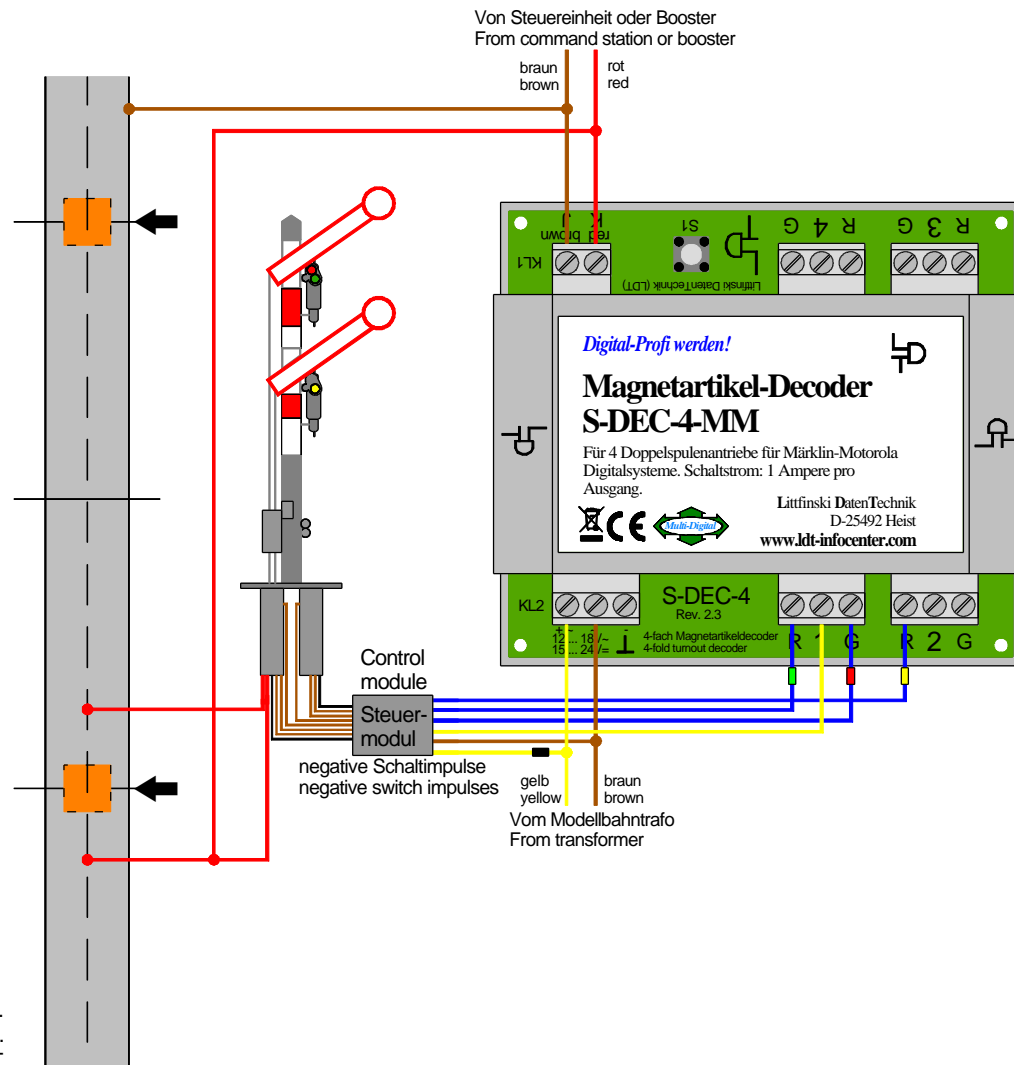 Von Steuereinheit oder Booster
From command station or booster
braun
brown
rot
red
J K
brown red
KL1
S1
Littfinski DatenTechnik (LDT)
G 4 R
G 3 R
Digital-Profi werden!
Magnetartikel-Decoder
S-DEC-4-MM
Für 4 Doppelspulenantriebe für Märklin-Motorola
Digitalsysteme. Schaltstrom: 1 Ampere pro
Ausgang.
CE
Multi-Digital
Littfinski DatenTechnik
D-25492 Heist
www.ldt-infocenter.com
KL2
S-DEC-4
Rev. 2.3
12... 18V~
15... 24V=
4-fach Magnetartikeldecoder
4-fold turnout decoder
R 1 G
R 2 G
Control
module
Steuer-
modul
negative Schaltimpulse
negative switch impulses
gelb
yellow
braun
brown
Vom Modellbahntrafo
From transformer